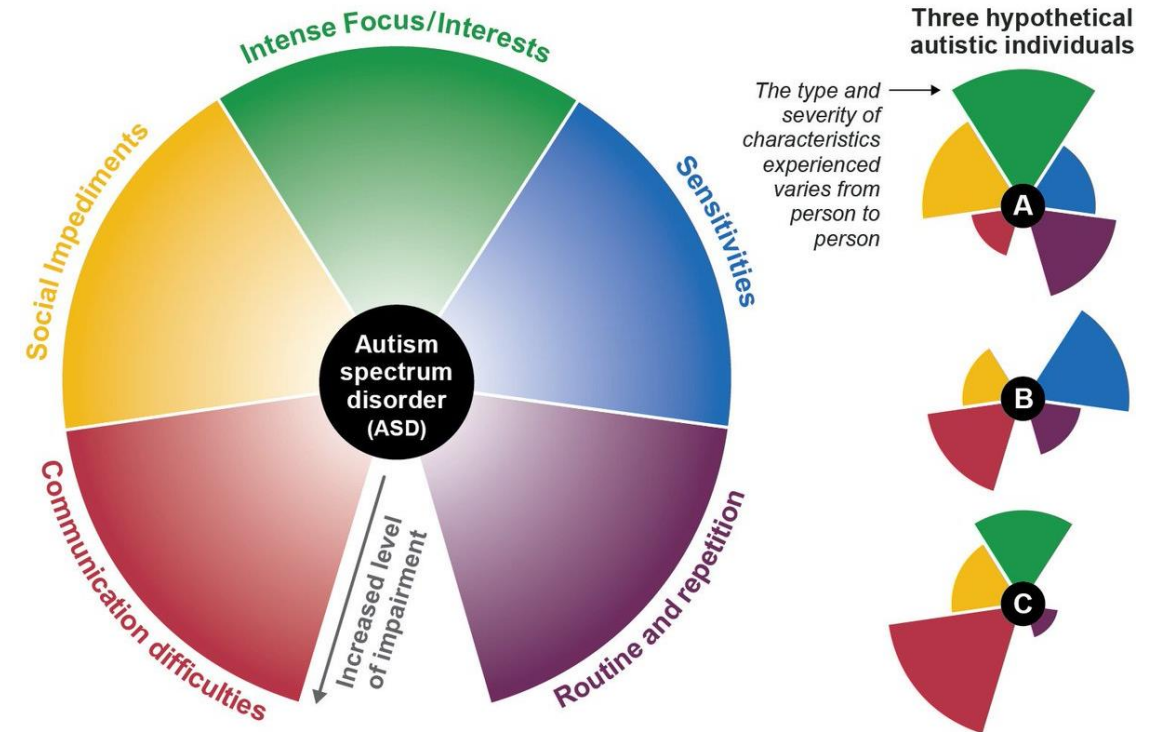 Intense Focus/Interests
Social Impediments
Sensitivities
Autism
spectrum
disorder
(ASD)
Communication difficulties
Increased level
of impairment
Routine and repetition
Three hypothetical
autistic individuals
The type and
severity of
characteristics
experienced
varies from
person to
person
A
B
C